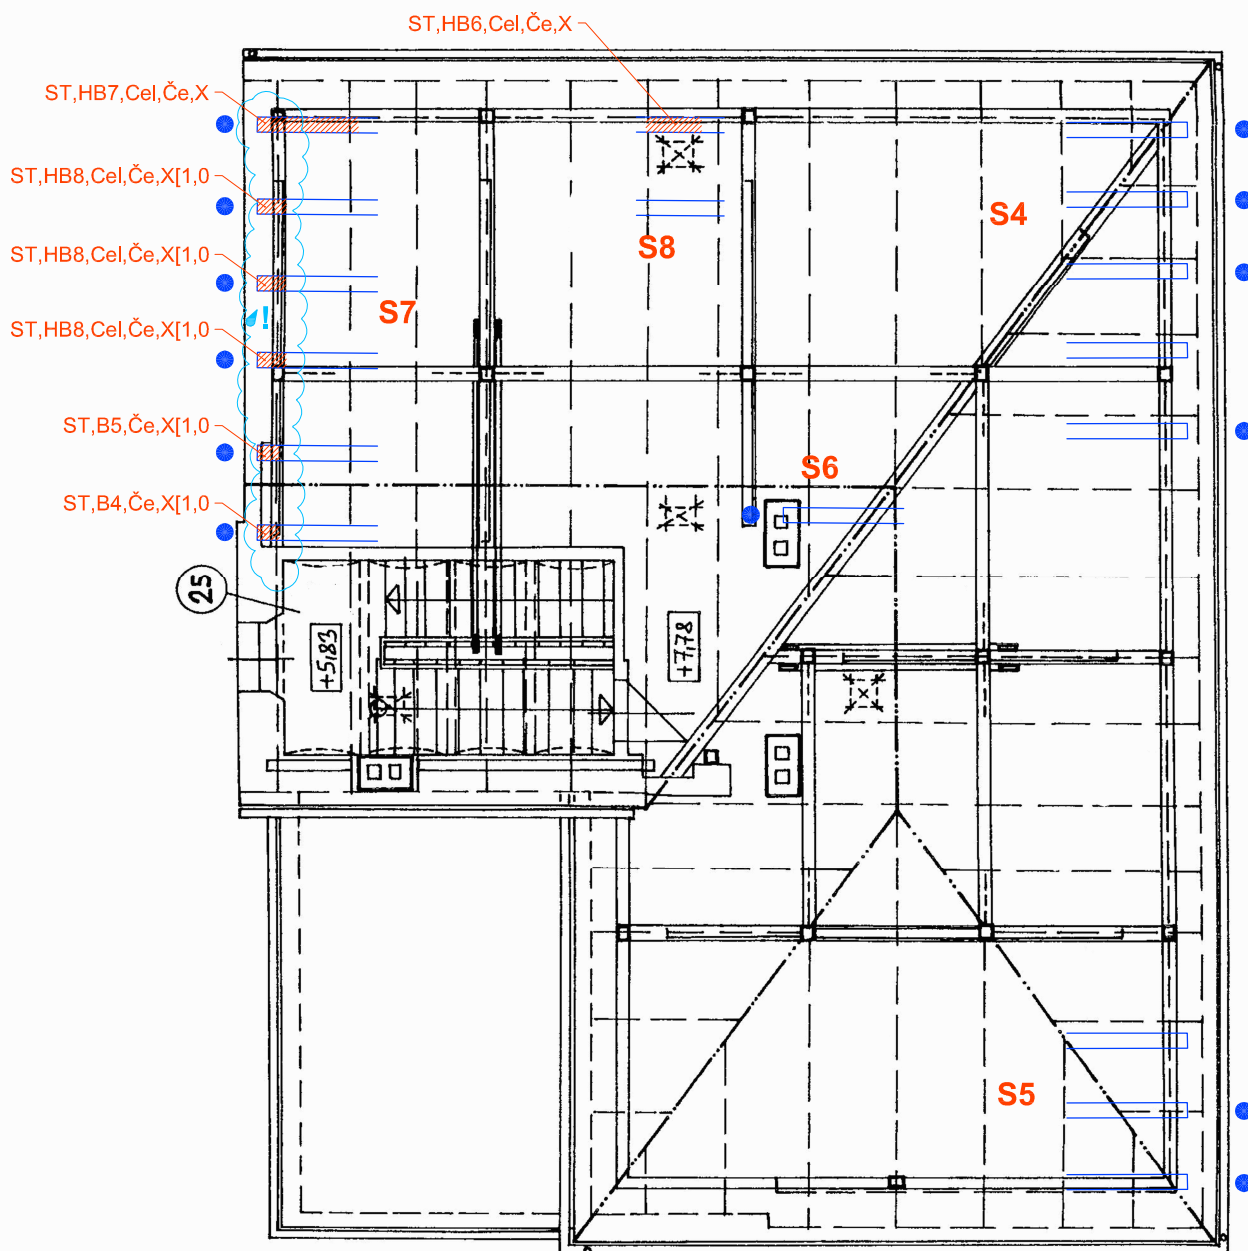 ST,HB6,Cel,Če,X
ST,HB7,Cel,Če,X
ST,HB8,Cel,Če,X[1,0
S4
S8
ST,HB8,Cel,Če,X[1,0
S7
!
ST,HB8,Cel,Če,X[1,0
ST,B5,Če,X[1,0
S6
ST,B4,Če,X[1,0
25
+5,83
+7,78
S5